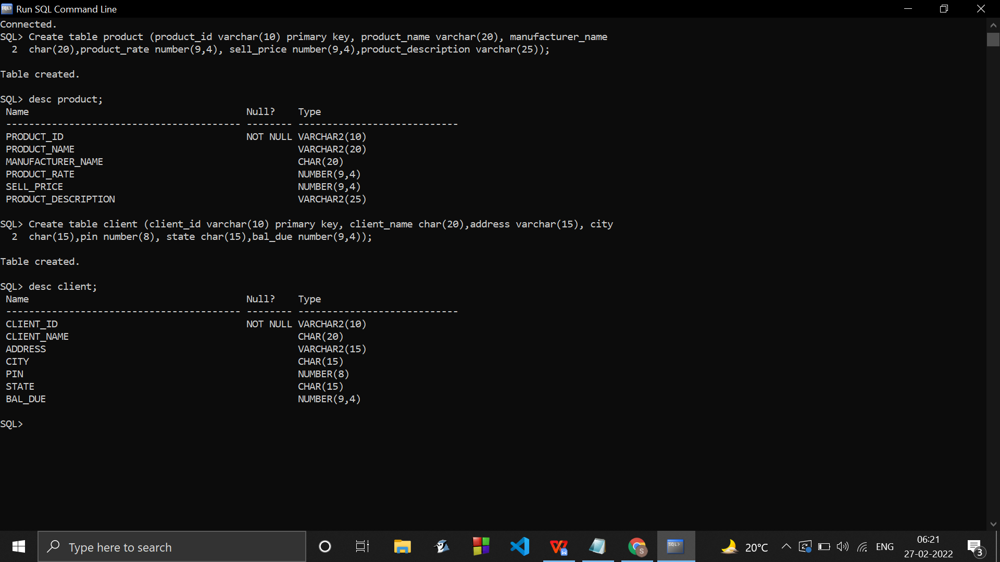 Run SQL Command Line
Connected.
SQL> Create table product (product_id varchar(10) primary key, product_name varchar(20), manufacturer_name
  2  char(20),product_rate number(9,4), sell_price number(9,4),product_description varchar(25));
Table created.
SQL> desc product;
 Name                                      Null?    Type
 ----------------------------------------- -------- ----------------------------
 PRODUCT_ID                                NOT NULL VARCHAR2(10)
 PRODUCT_NAME                                       VARCHAR2(20)
 MANUFACTURER_NAME                                  CHAR(20)
 PRODUCT_RATE                                       NUMBER(9,4)
 SELL_PRICE                                         NUMBER(9,4)
 PRODUCT_DESCRIPTION                                VARCHAR2(25)
SQL> Create table client (client_id varchar(10) primary key, client_name char(20),address varchar(15), city
  2  char(15),pin number(8), state char(15),bal_due number(9,4));
Table created.
SQL> desc client;
 Name                                      Null?    Type
 ----------------------------------------- -------- ----------------------------
 CLIENT_ID                                 NOT NULL VARCHAR2(10)
 CLIENT_NAME                                        CHAR(20)
 ADDRESS                                            VARCHAR2(15)
 CITY                                               CHAR(15)
 PIN                                                NUMBER(8)
 STATE                                              CHAR(15)
 BAL_DUE                                            NUMBER(9,4)
SQL>
Type here to search
20°C
ENG
06:21
27-02-2022
3